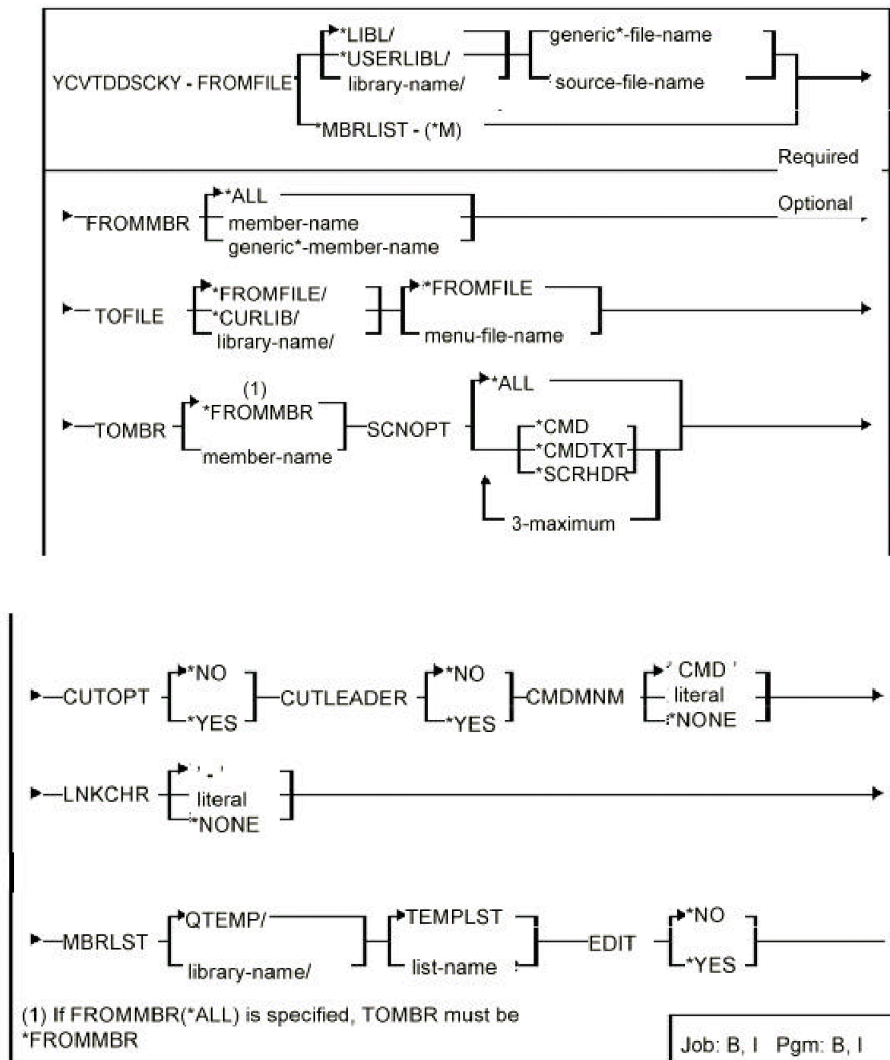 *LIBL/
generic*-file-name
*USERLIBL/
YCVTDDSCKY - FROMFILE
library-name/
source-file-name
*MBRLIST - (*M)
Required
*ALL
Optional
FROMMBR
member-name
generic*-member-name
*FROMFILE/
*FROMFILE
TOFILE
*CURLIB/
library-name/
menu-file-name
(1)
*ALL
*FROMMBR
TOMBR
SCNOPT
*CMD
member-name
*CMDTXT
*SCRHDR
3-maximum
*NO
*NO
' CMD '
CUTOPT
CUTLEADER
CMDMNM
literal
*YES
*YES
*NONE
' - '
LNKCHR
literal
*NONE
QTEMP/
TEMPLST
*NO
MBRLST
EDIT
library-name/
list-name
*YES
(1) If FROMMBR(*ALL) is specified, TOMBR must be
*FROMMBR
Job: B, I Pgm: B, I